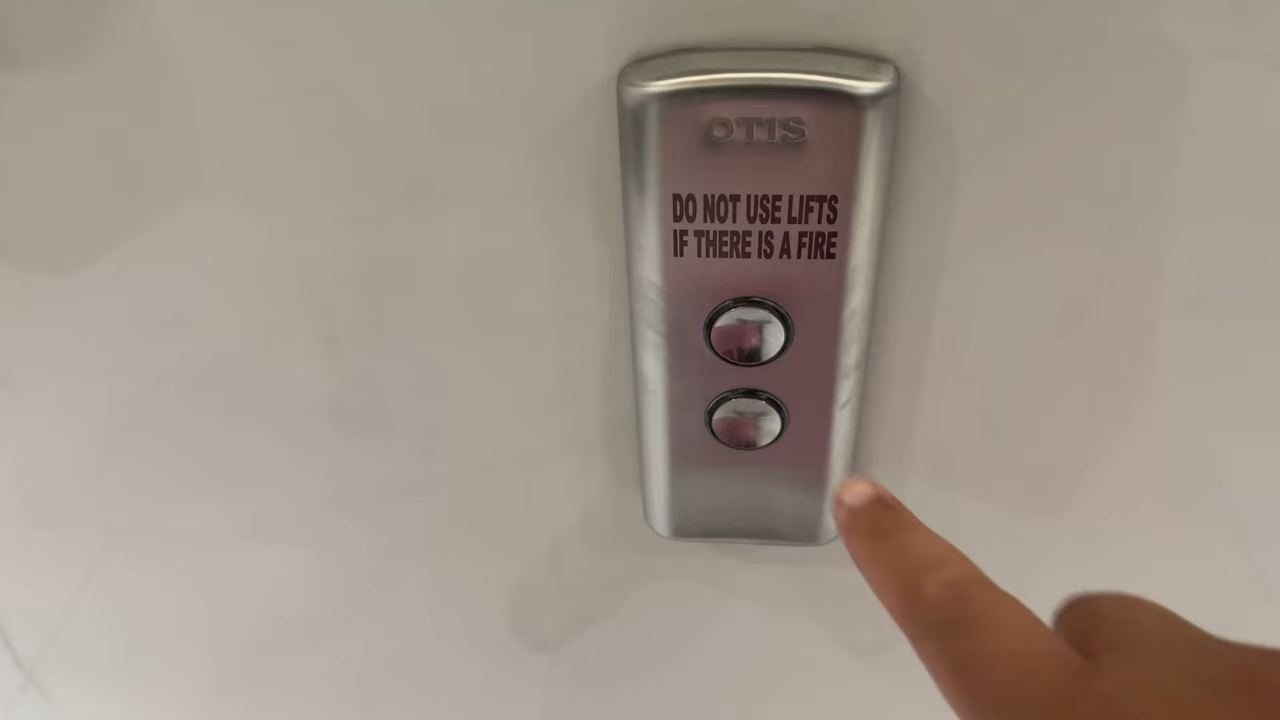 OTIS
DO NOT USE LIFTS
IF THERE IS A FIRE